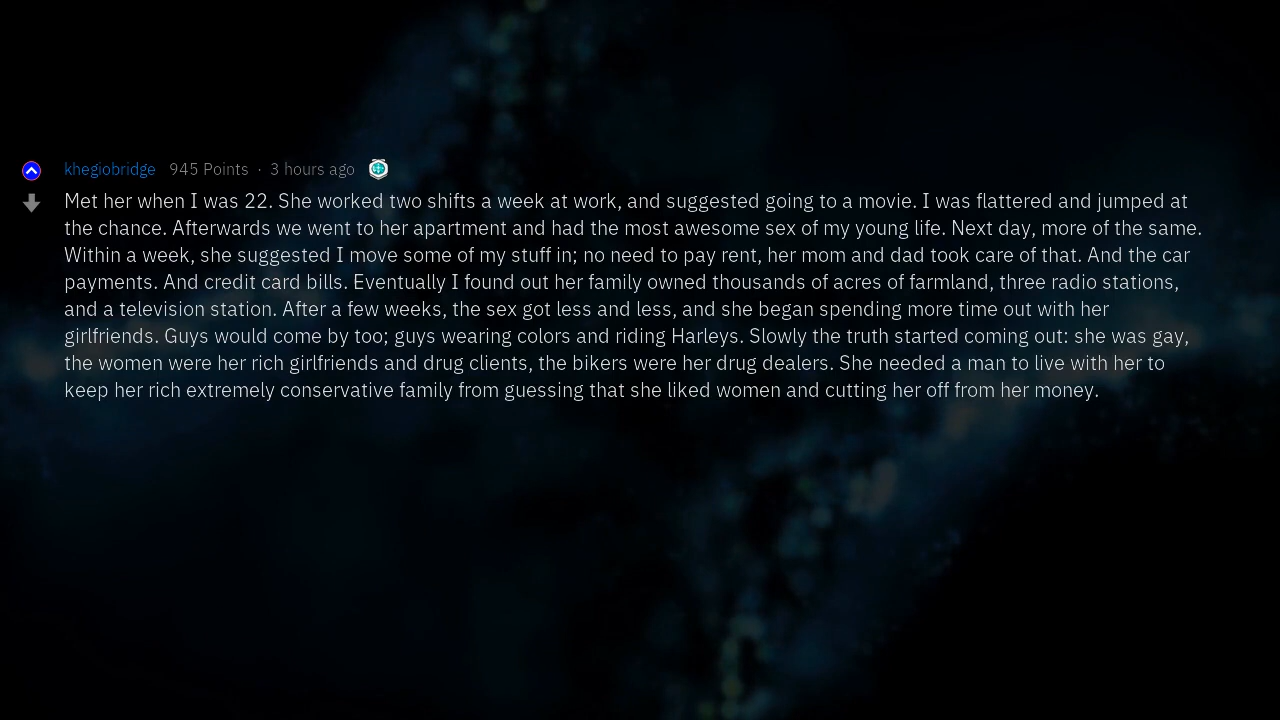 khegiobridge 945 Points · 3 hours ago
Met her when I was 22. She worked two shifts a week at work, and suggested going to a movie. I was flattered and jumped at
the chance. Afterwards we went to her apartment and had the most awesome sex of my young life. Next day, more of the same.
Within a week, she suggested I move some of my stuff in; no need to pay rent, her mom and dad took care of that. And the car
payments. And credit card bills. Eventually I found out her family owned thousands of acres of farmland, three radio stations,
and a television station. After a few weeks, the sex got less and less, and she began spending more time out with her
girlfriends. Guys would come by too; guys wearing colors and riding Harleys. Slowly the truth started coming out: she was gay,
the women were her rich girlfriends and drug clients, the bikers were her drug dealers. She needed a man to live with her to
keep her rich extremely conservative family from guessing that she liked women and cutting her off from her money.